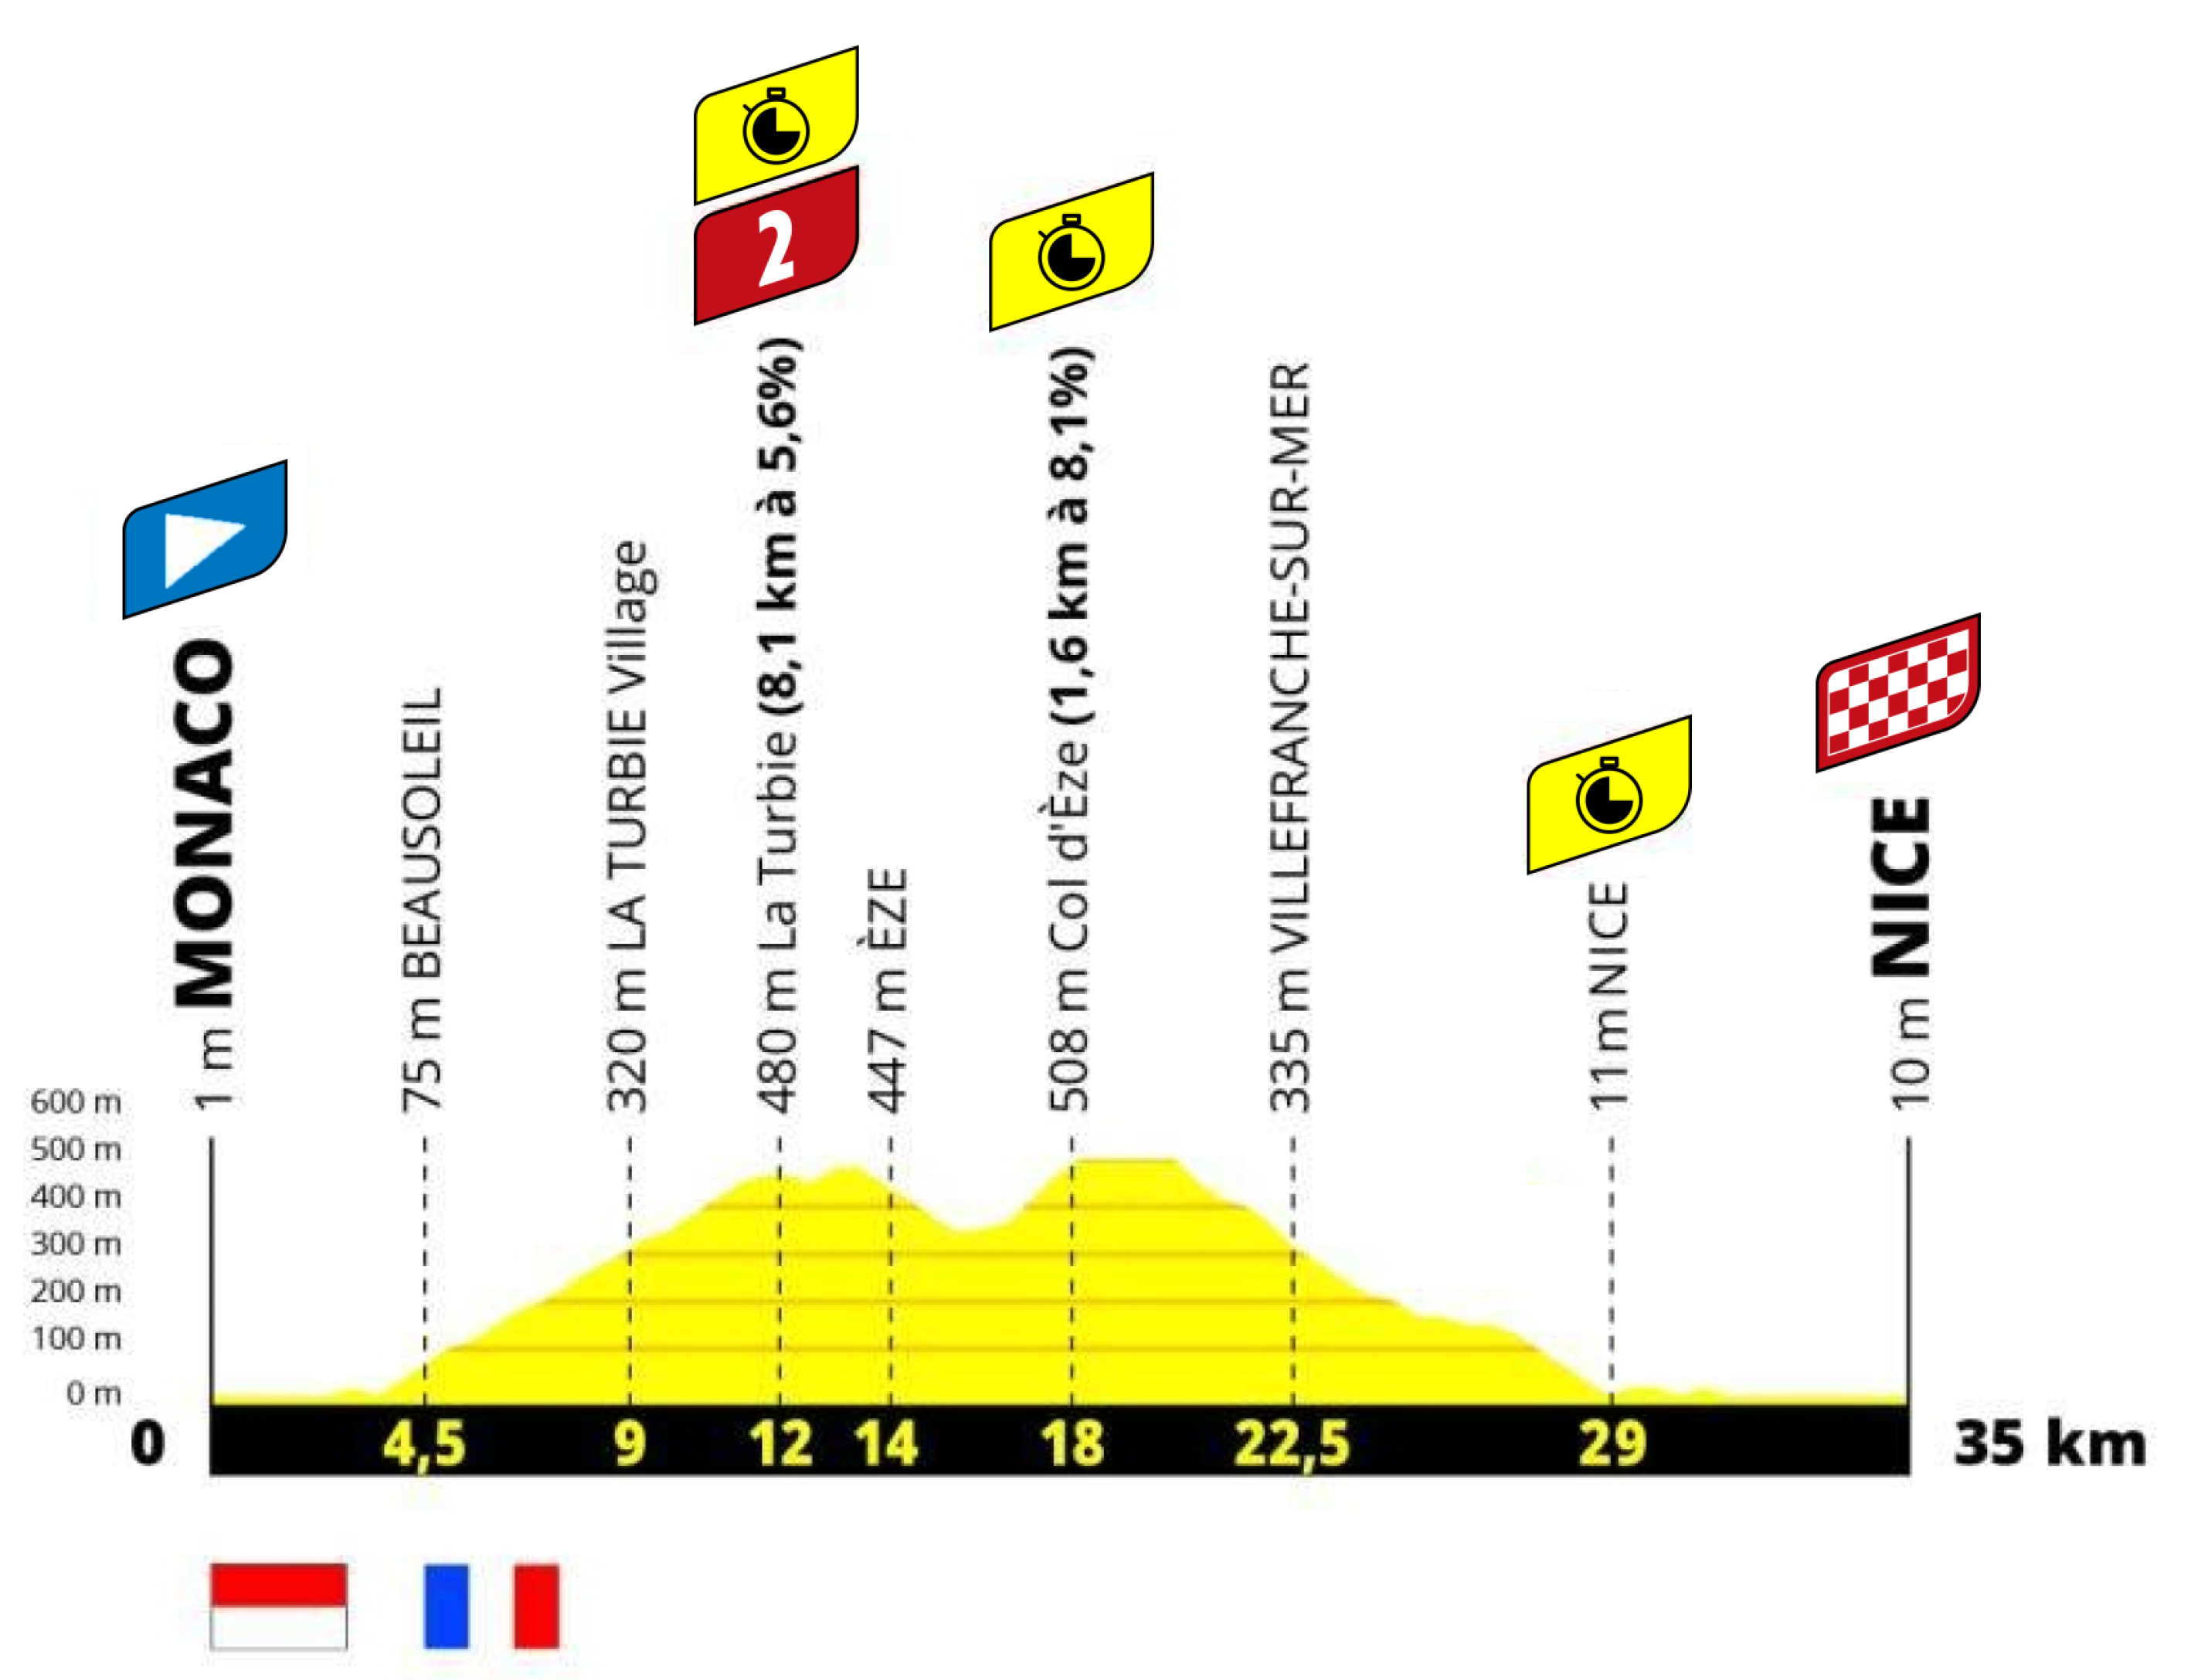 2
1 m MONACO
75 m BEAUSOLEIL
320 m LA TURBIE Village
480 m La Turbie (8,1 km à 5,6%)
447 m ÈZE
508 m Col d'Èze (1,6 km à 8,1%)
335 m VILLEFRANCHE-SUR-MER
11 m NICE
10 m NICE
600 m
500 m
400 m
300 m
200 m
100 m
0 m
0 4,5 9 12 14 18 22,5 29 35 km